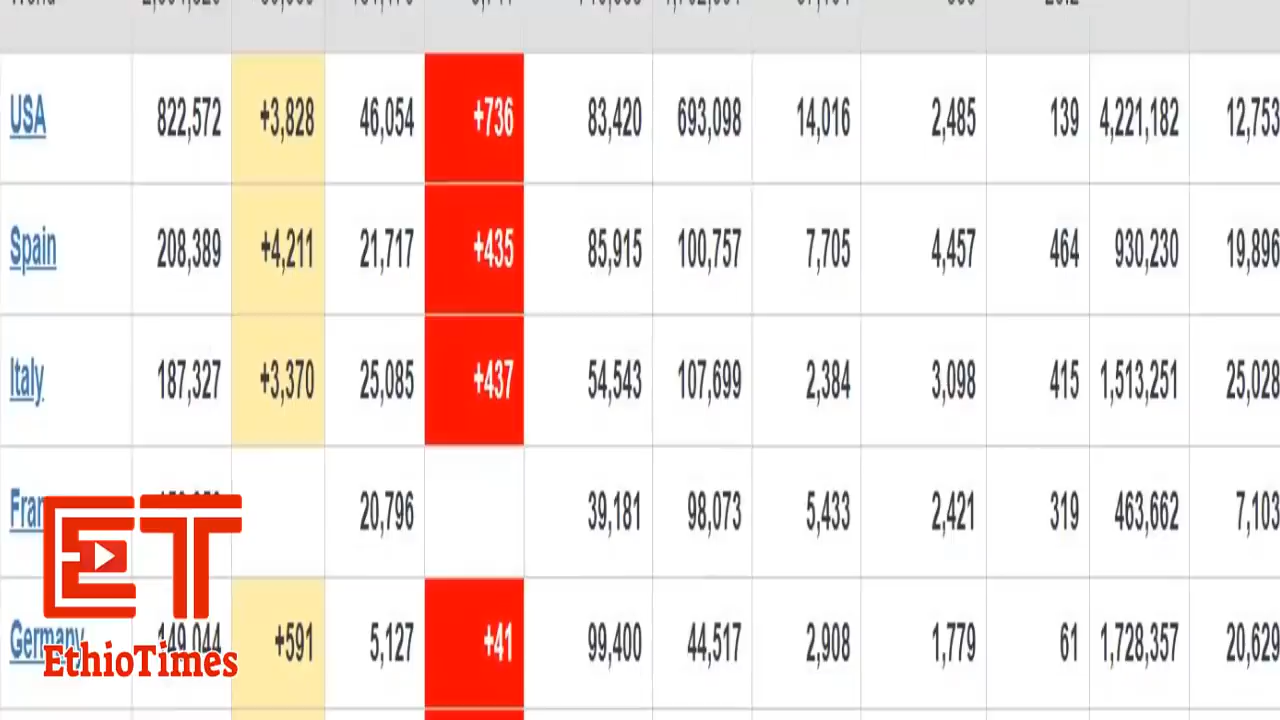 USA 822,572 +3,828 46,054 +736 83,420 693,098 14,016 2,485 139 4,221,182 12,753
Spain 208,389 +4,211 21,717 +435 85,915 100,757 7,705 4,457 464 930,230 19,896
Italy 187,327 +3,370 25,085 +437 54,543 107,699 2,384 3,098 415 1,513,251 25,028
20,796 39,181 98,073 5,433 2,421 319 463,662 7,103
Germany 149,044 +591 5,127 +41 99,400 44,517 2,908 1,779 61 1,728,357 20,629
ET
EthioTimes